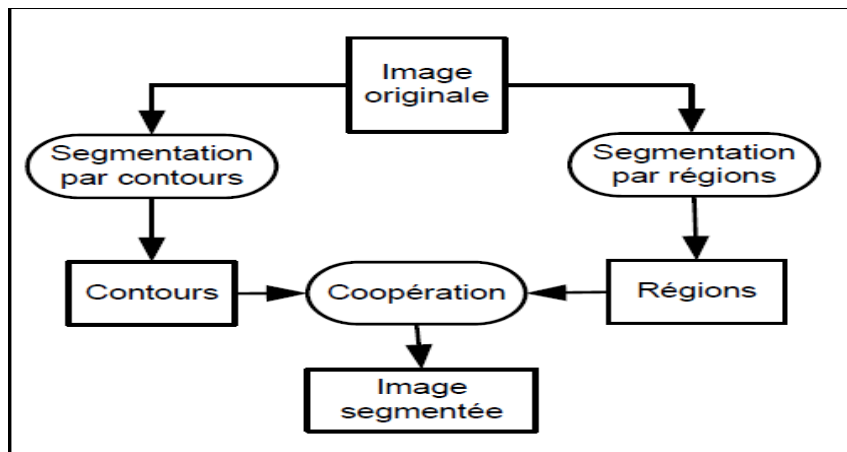 Image
originale
Segmentation
par contours
Segmentation
par régions
Contours
Coopération
Régions
Image
segmentée